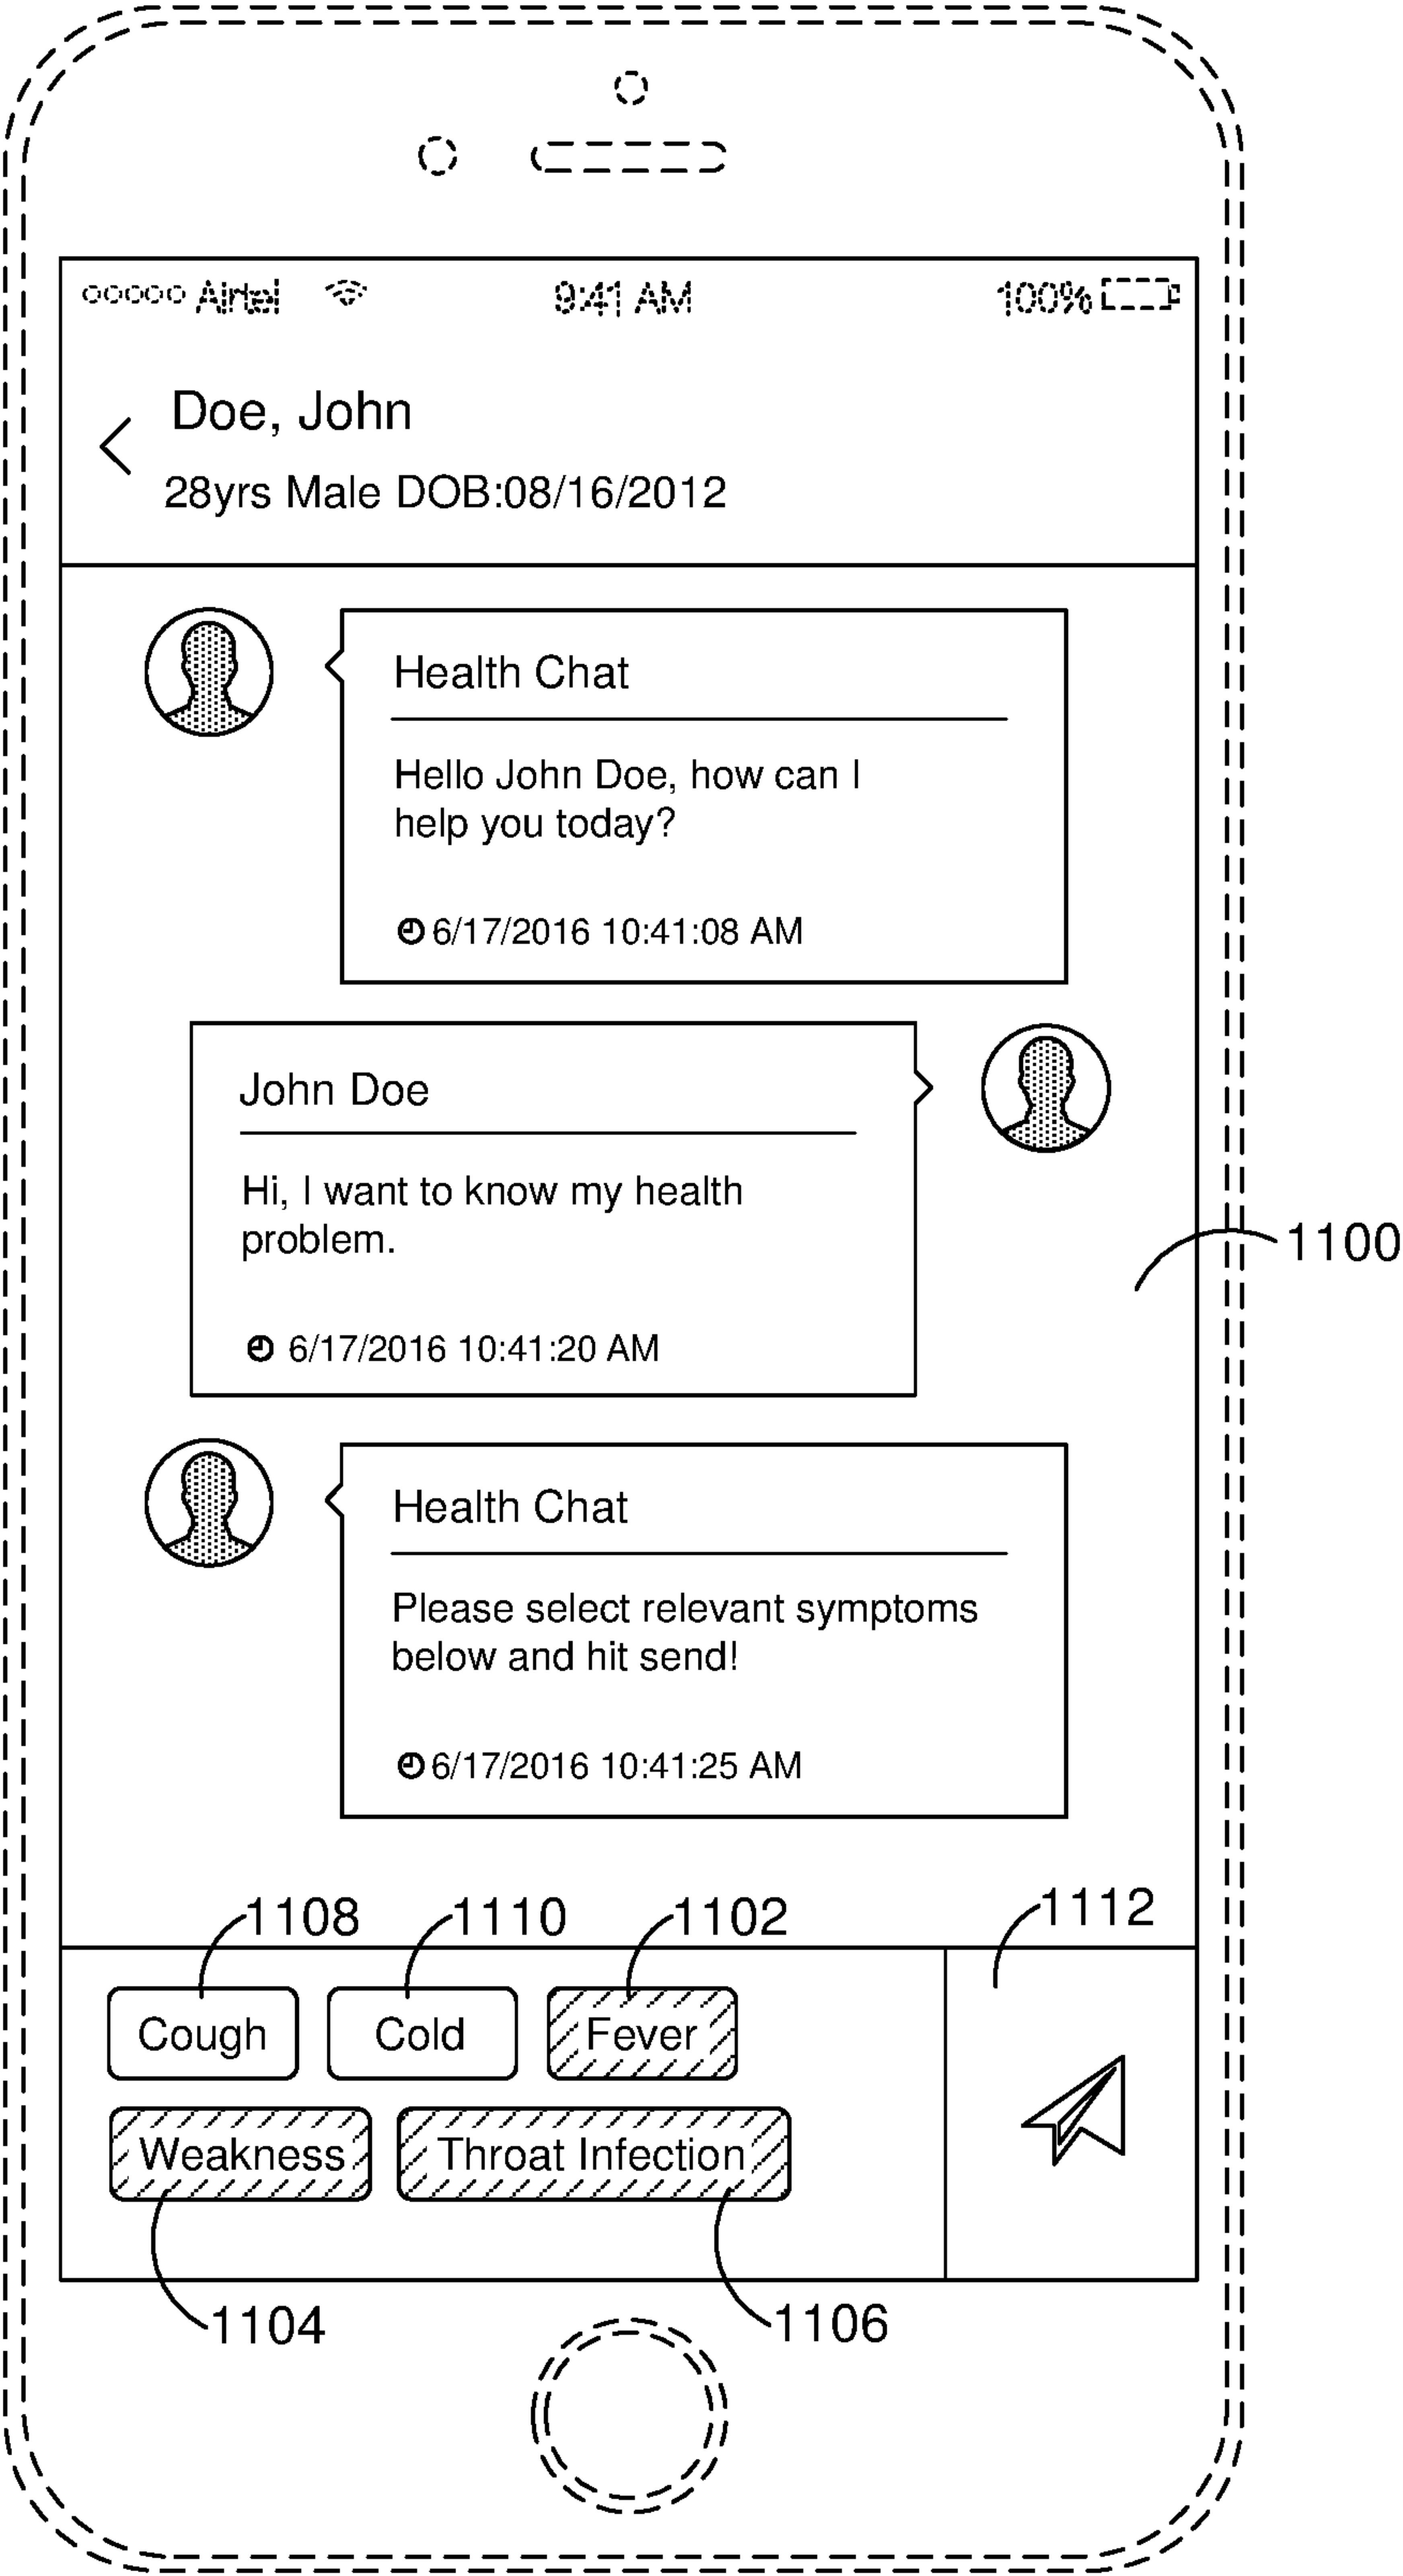 Airtel 9:41 AM 100%
Doe, John
28yrs Male DOB:08/16/2012
Health Chat
Hello John Doe, how can I
help you today?
6/17/2016 10:41:08 AM
John Doe
Hi, I want to know my health
problem.
6/17/2016 10:41:20 AM
1100
Health Chat
Please select relevant symptoms
below and hit send!
6/17/2016 10:41:25 AM
1108 1110 1102 1112
Cough Cold Fever
Weakness Throat Infection
1104 1106